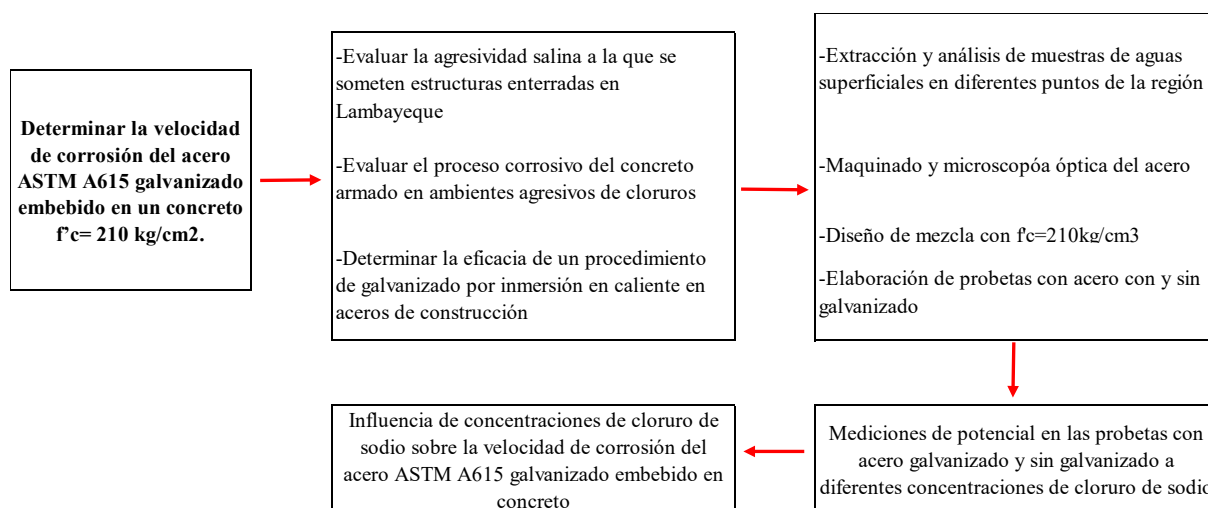 Determinar la velocidad
de corrosión del acero
ASTM A615 galvanizado
embebido en un concreto
f'c= 210 kg/cm2.
-Evaluar la agresividad salina a la que se
someten estructuras enterradas en
Lambayeque
-Evaluar el proceso corrosivo del concreto
armado en ambientes agresivos de cloruros
-Determinar la eficacia de un procedimiento
de galvanizado por inmersión en caliente en
aceros de construcción
-Extracción y análisis de muestras de aguas
superficiales en diferentes puntos de la región
-Maquinado y microscopóa óptica del acero
-Diseño de mezcla con f'c=210kg/cm3
-Elaboración de probetas con acero con y sin
galvanizado
Mediciones de potencial en las probetas con
acero galvanizado y sin galvanizado a
diferentes concentraciones de cloruro de sodio
Influencia de concentraciones de cloruro de
sodio sobre la velocidad de corrosión del
acero ASTM A615 galvanizado embebido en
concreto